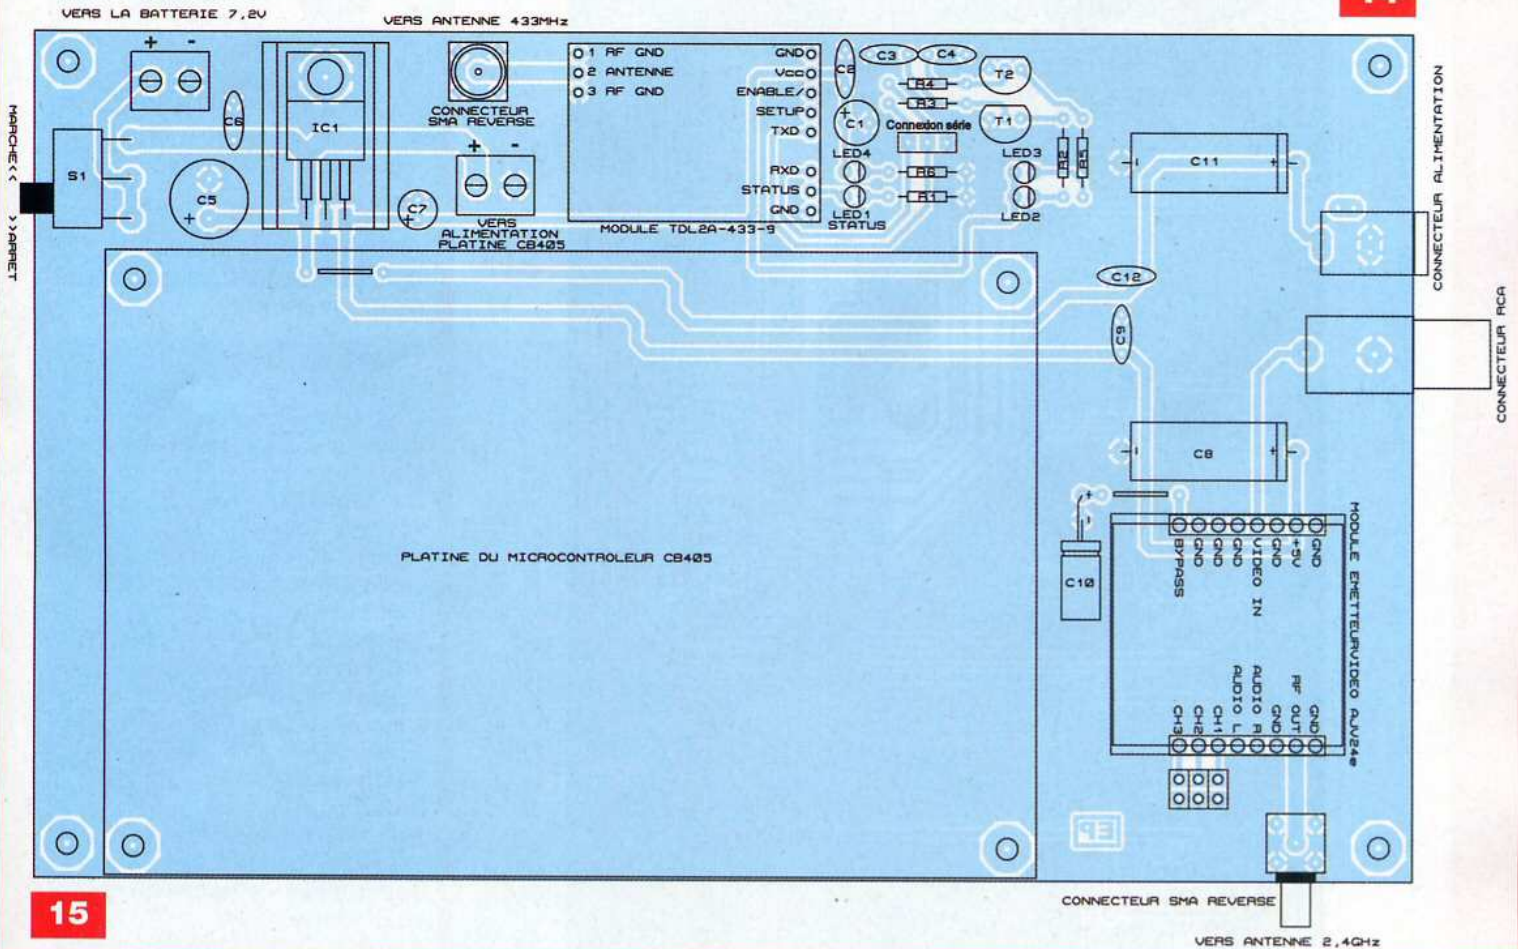 VERS LA BATTERIE 7,2V
VERS ANTENNE 433MHz
+ -
C6
IC1
CONNECTEUR
SMA REVERSE
+ -
VERS
ALIMENTATION
PLATINE CB405
MARCHE<< >>ARRET
S1
C5
+
C7
+
1 RF GND
2 ANTENNE
3 RF GND
GND
Vcc
ENABLE/
SETUP
TXD
RXD
STATUS
GND
MODULE TDL2A-433-9
C2
C3
C4
T2
R4
R3
+
C1
Connexion série
T1
LED4
LED3
R6
R1
R2
R5
LED1
STATUS
LED2
- C11 +
CONNECTEUR ALIMENTATION
C12
C9
CONNECTEUR RCA
- C8 +
+
-
C10
PLATINE DU MICROCONTROLEUR CB405
BYPASS
GND
GND
GND
VIDEO IN
GND
+5V
GND
MODULE EMETTEURVIDEO AJV24e
CH3
CH2
CH1
AUDIO L
AUDIO R
GND
RF OUT
GND
EP
CONNECTEUR SMA REVERSE
VERS ANTENNE 2,4GHz
15